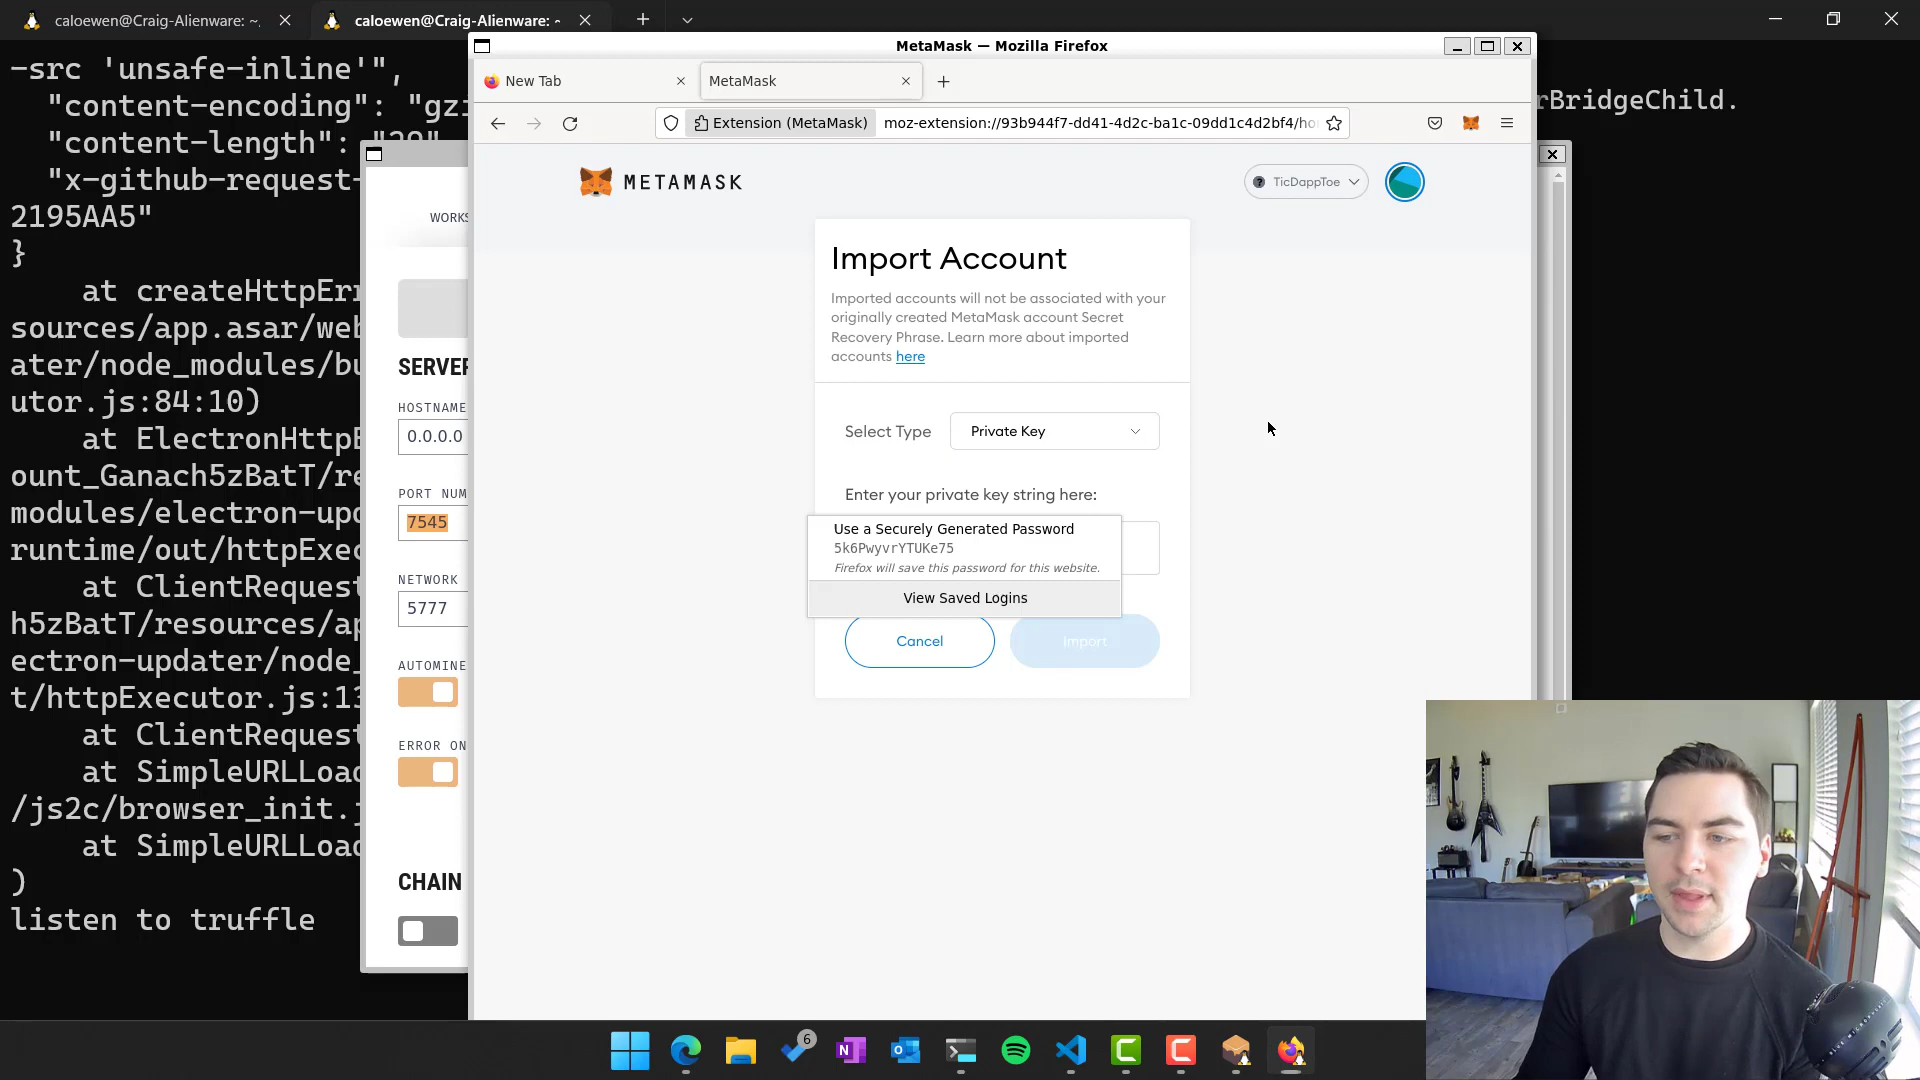 caloewen@Craig-Alienware: ~
caloewen@Craig-Alienware: ~
-src 'unsafe-inline'",
"content-encoding": "gzi
"content-length": "29"
"x-github-request-
2195AA5"
}
at createHttpErr
sources/app.asar/web
ater/node_modules/bu
utor.js:84:10)
at ElectronHttpE
ount_Ganach5zBatT/re
modules/electron-upd
runtime/out/httpExec
at ClientRequest
h5zBatT/resources/ap
ectron-updater/node_
t/httpExecutor.js:13
at ClientRequest
at SimpleURLLoad
/js2c/browser_init.j
at SimpleURLLoad
)
listen to truffle
rBridgeChild.
WORKS
SERVER
HOSTNAME
0.0.0.0
PORT NUM
7545
NETWORK
5777
AUTOMINE
ERROR ON
CHAIN
MetaMask — Mozilla Firefox
New Tab
MetaMask
Extension (MetaMask)
moz-extension://93b944f7-dd41-4d2c-ba1c-09dd1c4d2bf4/ho
METAMASK
TicDappToe
Import Account
Imported accounts will not be associated with your
originally created MetaMask account Secret
Recovery Phrase. Learn more about imported
accounts here
Select Type
Private Key
Enter your private key string here:
Use a Securely Generated Password
5k6PwyvrYTUKe75
Firefox will save this password for this website.
View Saved Logins
Cancel
Import
6